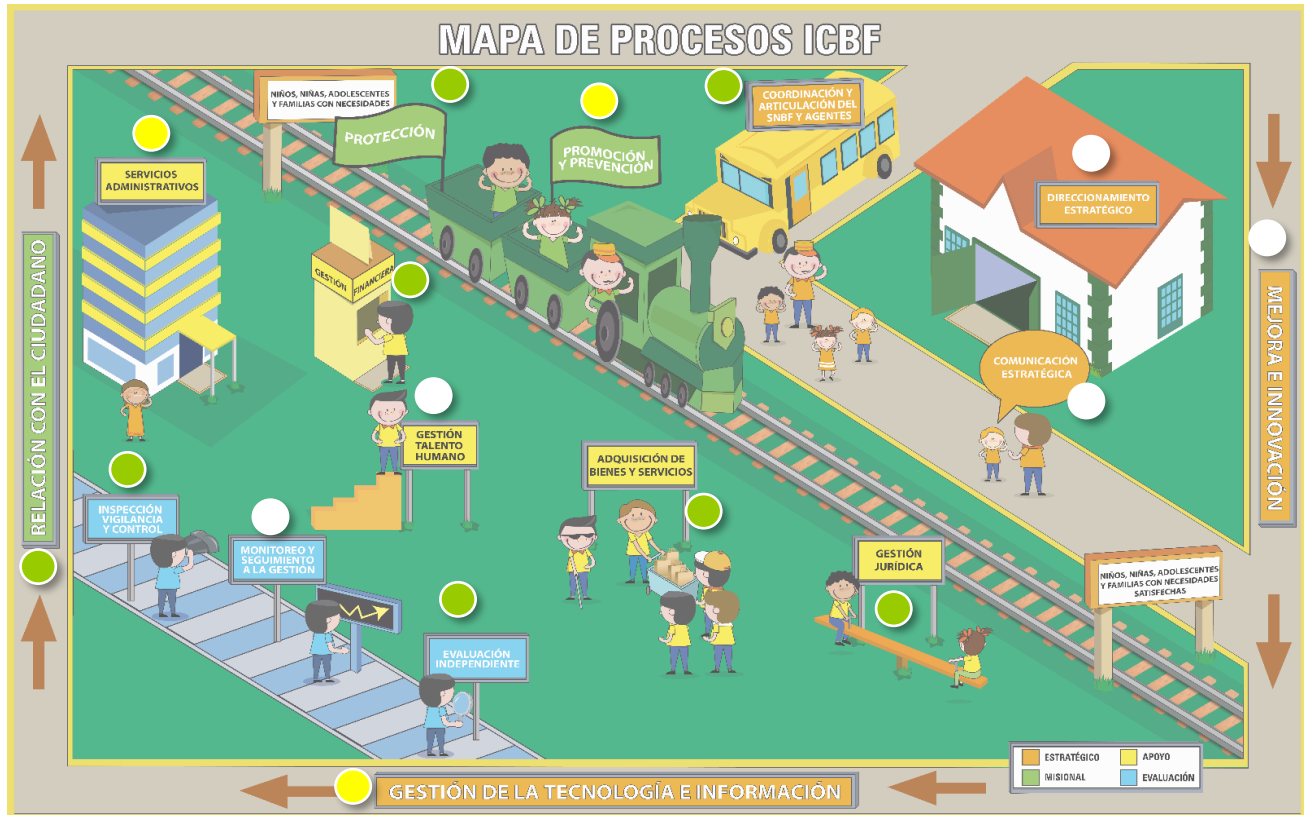 MAPA DE PROCESOS ICBF
NIÑOS, NIÑAS, ADOLESCENTES
Y FAMILIAS CON NECESIDADES
PROTECCIÓN
PROMOCIÓN
Y PREVENCIÓN
COORDINACIÓN Y
ARTICULACIÓN DEL
SNBF Y AGENTES
SERVICIOS
ADMINISTRATIVOS
DIRECCIONAMIENTO
ESTRATÉGICO
GESTIÓN
FINANCIERA
RELACIÓN CON EL CIUDADANO
MEJORA E INNOVACIÓN
COMUNICACIÓN
ESTRATÉGICA
GESTIÓN
TALENTO
HUMANO
ADQUISICIÓN DE
BIENES Y SERVICIOS
INSPECCIÓN
VIGILANCIA
Y CONTROL
MONITOREO Y
SEGUIMIENTO
A LA GESTIÓN
GESTIÓN
JURÍDICA
NIÑOS, NIÑAS, ADOLESCENTES
Y FAMILIAS CON NECESIDADES
SATISFECHAS
EVALUACIÓN
INDEPENDIENTE
ESTRATÉGICO
APOYO
MISIONAL
EVALUACIÓN
GESTIÓN DE LA TECNOLOGÍA E INFORMACIÓN